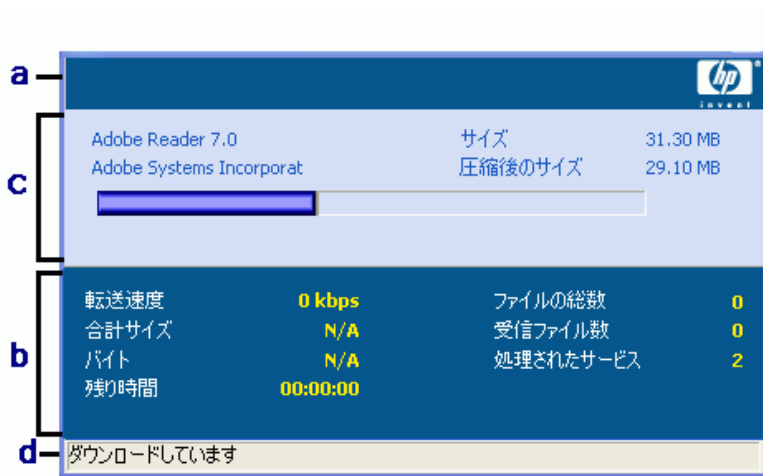 a
hp
invent
c
Adobe Reader 7.0 サイズ 31.30 MB
Adobe Systems Incorporat 圧縮後のサイズ 29.10 MB
b
転送速度 0 kbps ファイルの総数 0
合計サイズ N/A 受信ファイル数 0
バイト N/A 処理されたサービス 2
残り時間 00:00:00
d
ダウンロードしています